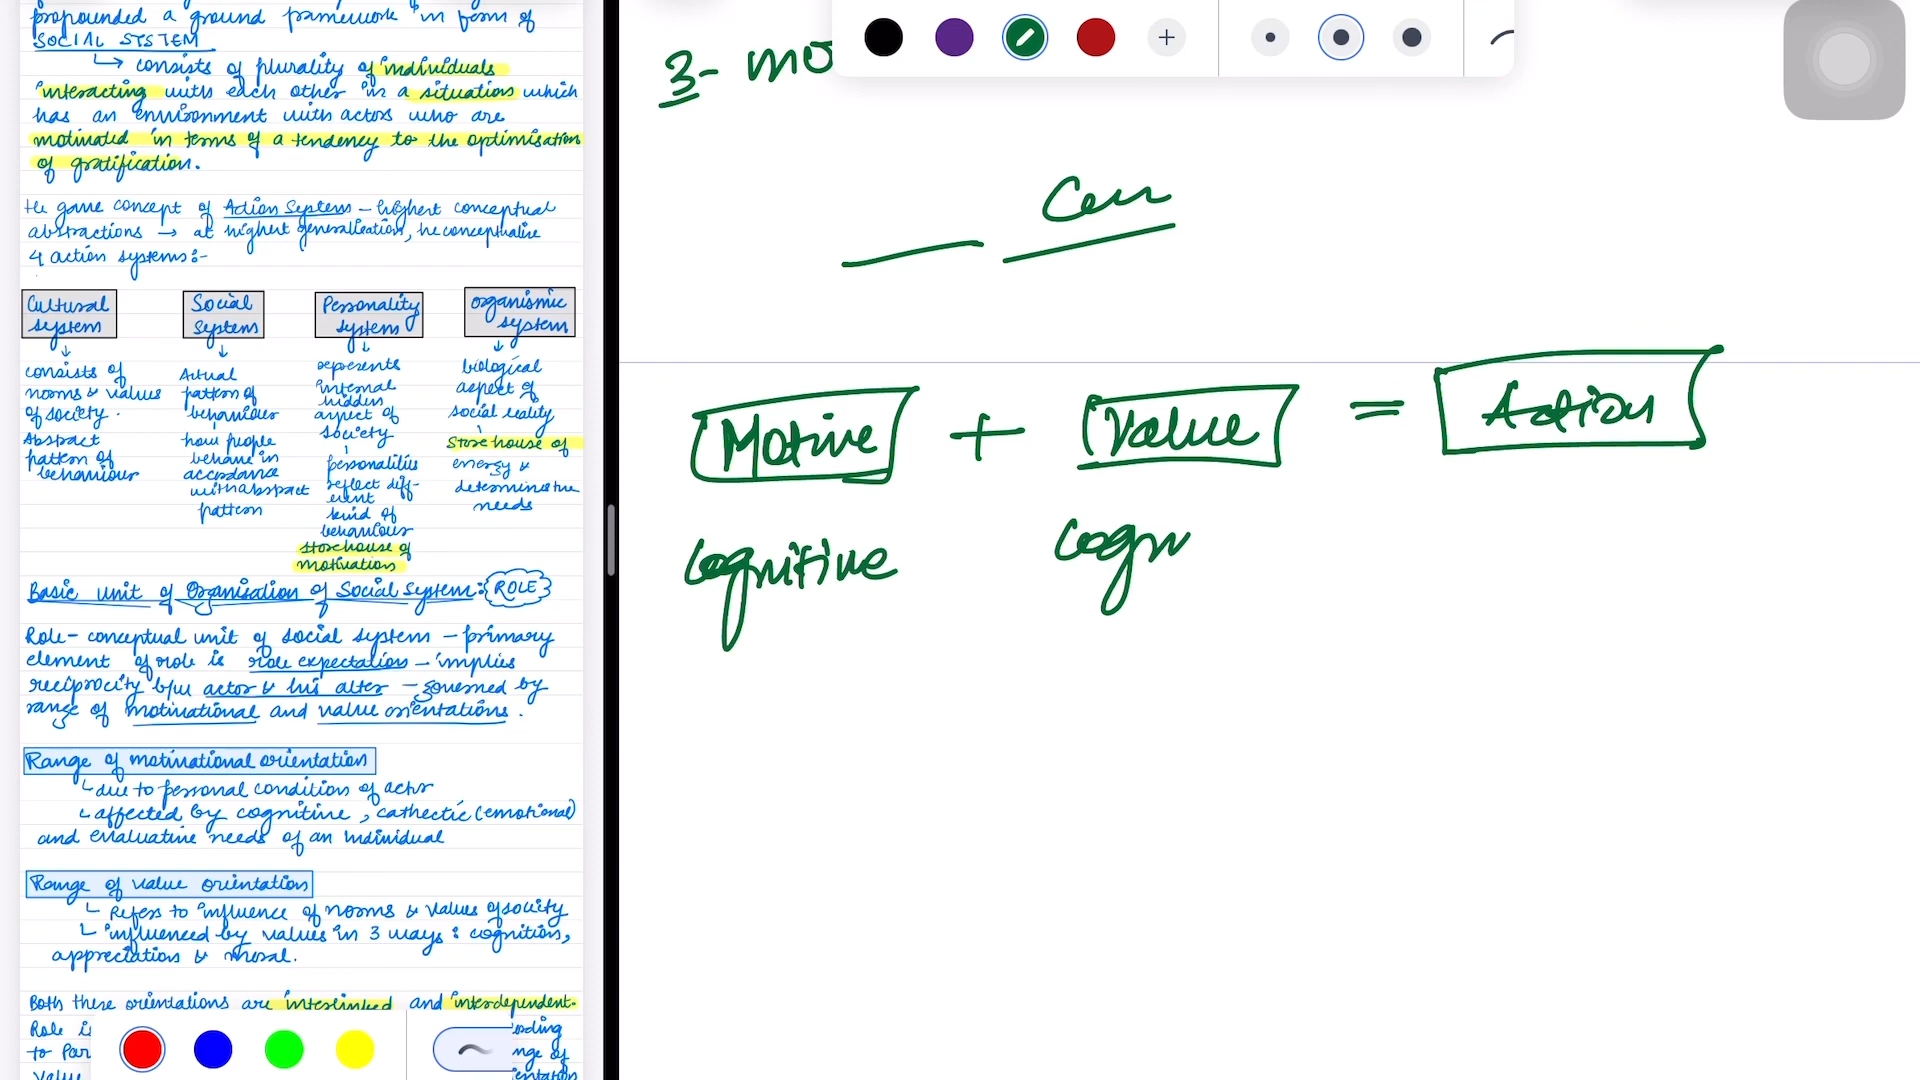 propounded a ground framework in form of
SOCIAL SYSTEM
↳ consists of plurality of individuals
interacting with each other in a situations which
has an environment with actors who are
motivated in terms of a tendency to the optimisation
of gratification.
He gave concept of Action Systems – highest conceptual
abstractions → at highest generalisation, he conceptualise
4 action systems:-
Cultural system
↓
consists of
norms & values
of society.
Abstract
pattern of
behaviour
Social System
↓
Actual
pattern of
behaviour
how people
behave in
accordance
with abstract
pattern
Personality system
↓
represents
internal
hidden
aspect of
society
personalities
reflect diff-
erent
kind of
behaviour
storehouse of
motivation
Organismic system
↓
biological
aspect of
social reality
Store house of
energy &
determines the
needs
Basic unit of Organisation of Social System: ROLE
Role – conceptual unit of social system – primary
element of role is role expectation – implies
reciprocity b/w actor & his alter – governed by
range of motivational and value orientations.
Range of motivational orientation
↳ due to personal condition of actor
↳ affected by cognitive, cathectic (emotional)
and evaluative needs of an individual
Range of value orientation
↳ Refers to influence of norms & values of society
↳ influenced by values in 3 ways: cognition,
appreciation & moral.
Both these orientations are interlinked and interdependent.
Role is
to Par
value
3- mo
Motive + Value = Action
cognitive cogn